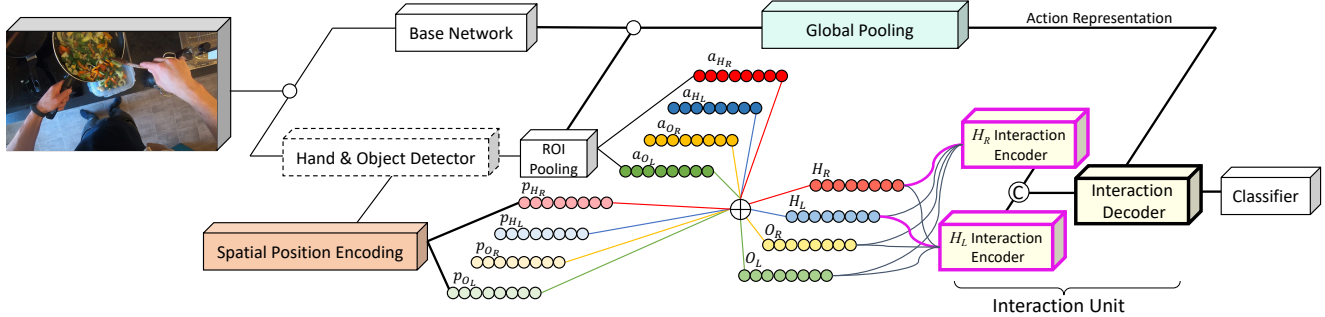 Base Network
Global Pooling
Action Representation
Hand & Object Detector
ROI
Pooling
Spatial Position Encoding
a_{H_R}
a_{H_L}
a_{O_R}
a_{O_L}
p_{H_R}
p_{H_L}
p_{O_R}
p_{O_L}
H_R
H_L
O_R
O_L
H_R Interaction
Encoder
H_L Interaction
Encoder
C
Interaction
Decoder
Classifier
Interaction Unit